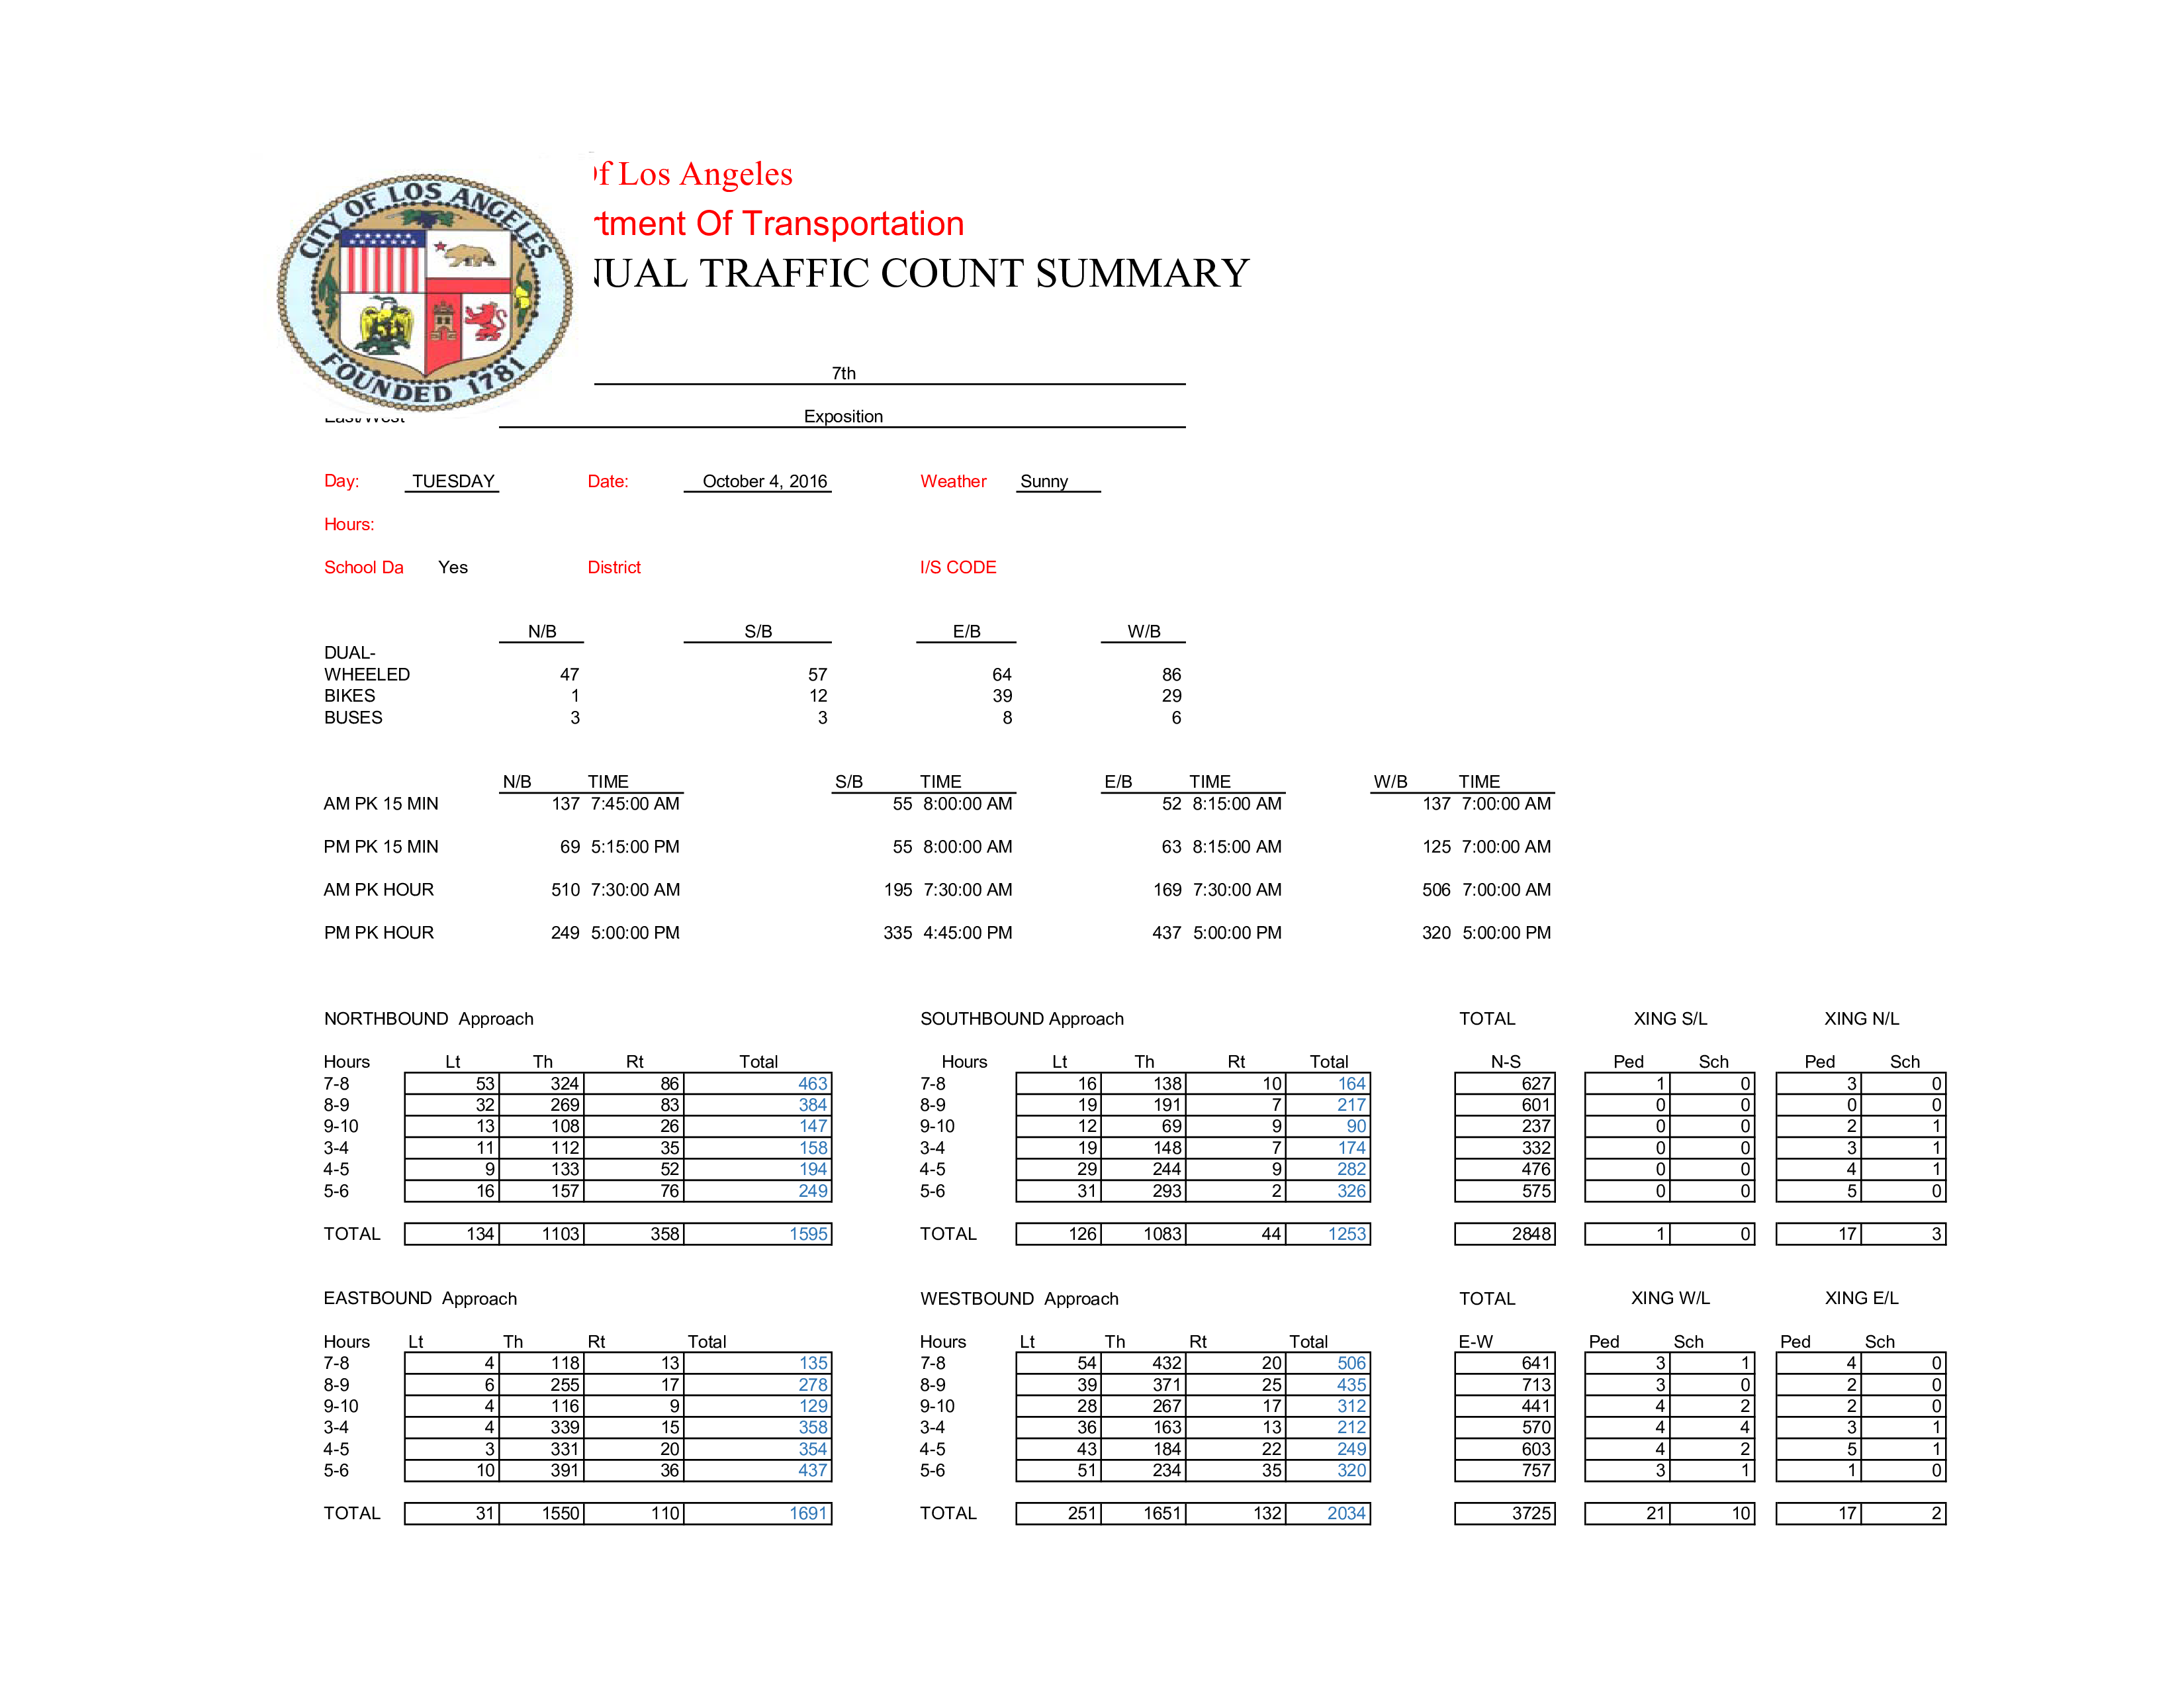 CITY OF LOS ANGELES
FOUNDED 1781
Of Los Angeles
rtment Of Transportation
NUAL TRAFFIC COUNT SUMMARY
7th
East/West Exposition
Day: TUESDAY Date: October 4, 2016 Weather Sunny
Hours:
School Da Yes District I/S CODE
N/B S/B E/B W/B
DUAL-
WHEELED 47 57 64 86
BIKES 1 12 39 29
BUSES 3 3 8 6
N/B TIME S/B TIME E/B TIME W/B TIME
AM PK 15 MIN 137 7:45:00 AM 55 8:00:00 AM 52 8:15:00 AM 137 7:00:00 AM
PM PK 15 MIN 69 5:15:00 PM 55 8:00:00 AM 63 8:15:00 AM 125 7:00:00 AM
AM PK HOUR 510 7:30:00 AM 195 7:30:00 AM 169 7:30:00 AM 506 7:00:00 AM
PM PK HOUR 249 5:00:00 PM 335 4:45:00 PM 437 5:00:00 PM 320 5:00:00 PM
NORTHBOUND Approach SOUTHBOUND Approach TOTAL XING S/L XING N/L
Hours Lt Th Rt Total Hours Lt Th Rt Total N-S Ped Sch Ped Sch
7-8 53 324 86 463 7-8 16 138 10 164 627 1 0 3 0
8-9 32 269 83 384 8-9 19 191 7 217 601 0 0 0 0
9-10 13 108 26 147 9-10 12 69 9 90 237 0 0 2 1
3-4 11 112 35 158 3-4 19 148 7 174 332 0 0 3 1
4-5 9 133 52 194 4-5 29 244 9 282 476 0 0 4 1
5-6 16 157 76 249 5-6 31 293 2 326 575 0 0 5 0
TOTAL 134 1103 358 1595 TOTAL 126 1083 44 1253 2848 1 0 17 3
EASTBOUND Approach WESTBOUND Approach TOTAL XING W/L XING E/L
Hours Lt Th Rt Total Hours Lt Th Rt Total E-W Ped Sch Ped Sch
7-8 4 118 13 135 7-8 54 432 20 506 641 3 1 4 0
8-9 6 255 17 278 8-9 39 371 25 435 713 3 0 2 0
9-10 4 116 9 129 9-10 28 267 17 312 441 4 2 2 0
3-4 4 339 15 358 3-4 36 163 13 212 570 4 4 3 1
4-5 3 331 20 354 4-5 43 184 22 249 603 4 2 5 1
5-6 10 391 36 437 5-6 51 234 35 320 757 3 1 1 0
TOTAL 31 1550 110 1691 TOTAL 251 1651 132 2034 3725 21 10 17 2